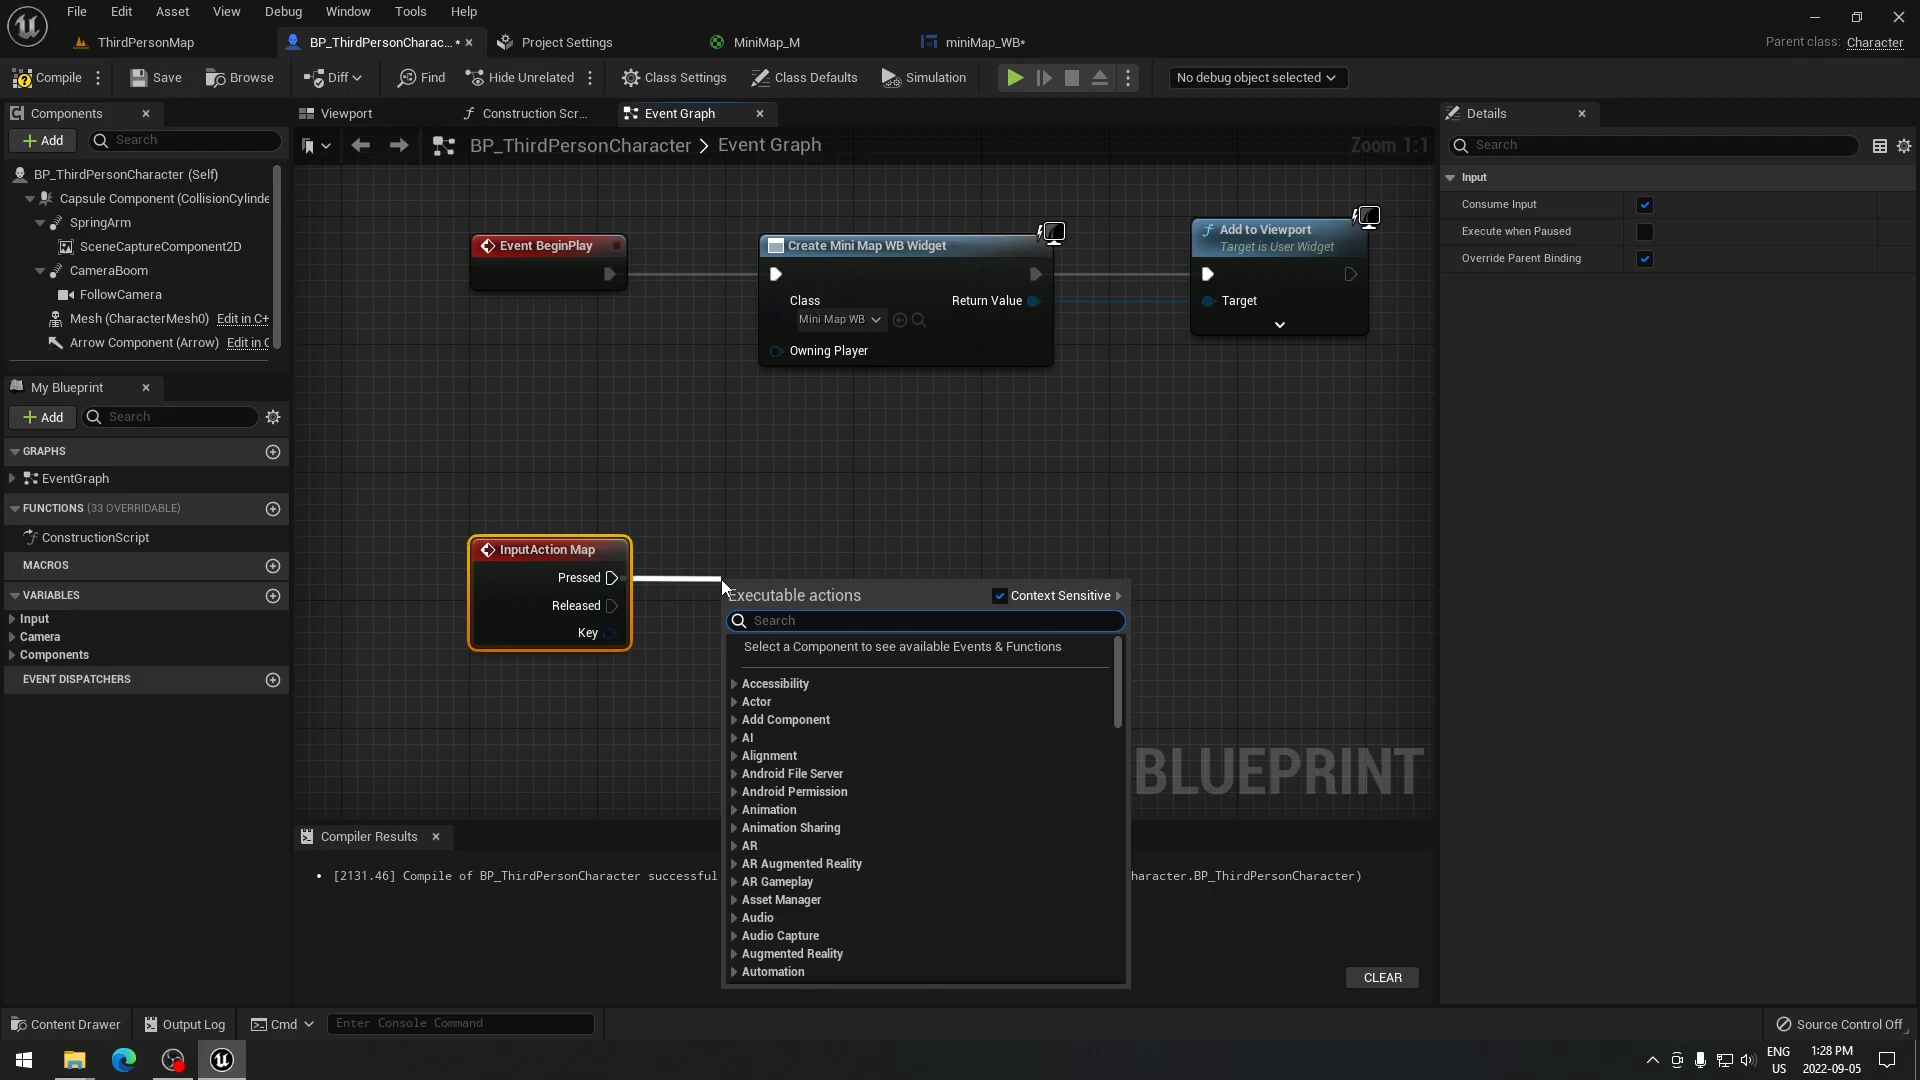 File Edit Asset View Debug Window Tools Help
ThirdPersonMap
BP_ThirdPersonCharac... *
Project Settings
MiniMap_M
miniMap_WB*
Parent class: Character
Compile
Save
Browse
Diff
Find
Hide Unrelated
Class Settings
Class Defaults
Simulation
No debug object selected
Components
Add
Search
BP_ThirdPersonCharacter (Self)
Capsule Component (CollisionCylinde
SpringArm
SceneCaptureComponent2D
CameraBoom
FollowCamera
Mesh (CharacterMesh0) Edit in C+
Arrow Component (Arrow) Edit in C
My Blueprint
Add
Search
GRAPHS
EventGraph
FUNCTIONS (33 OVERRIDABLE)
ConstructionScript
MACROS
VARIABLES
Input
Camera
Components
EVENT DISPATCHERS
Viewport
Construction Scr...
Event Graph
BP_ThirdPersonCharacter > Event Graph
Zoom 1:1
Event BeginPlay
Create Mini Map WB Widget
Class
Return Value
Mini Map WB
Owning Player
Add to Viewport
Target is User Widget
Target
InputAction Map
Pressed
Released
Key
Executable actions
Context Sensitive
Search
Select a Component to see available Events & Functions
Accessibility
Actor
Add Component
AI
Alignment
Android File Server
Android Permission
Animation
Animation Sharing
AR
AR Augmented Reality
AR Gameplay
Asset Manager
Audio
Audio Capture
Augmented Reality
Automation
BLUEPRINT
Compiler Results
[2131.46] Compile of BP_ThirdPersonCharacter successful
haracter.BP_ThirdPersonCharacter)
CLEAR
Details
Search
Input
Consume Input
Execute when Paused
Override Parent Binding
Content Drawer
Output Log
Cmd
Enter Console Command
Source Control Off
ENG
US
1:28 PM
2022-09-05